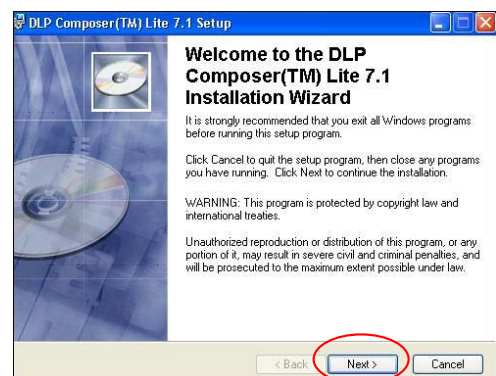 DLP Composer(TM) Lite 7.1 Setup
Welcome to the DLP
Composer(TM) Lite 7.1
Installation Wizard
It is strongly recommended that you exit all Windows programs
before running this setup program.
Click Cancel to quit the setup program, then close any programs
you have running. Click Next to continue the installation.
WARNING: This program is protected by copyright law and
international treaties.
Unauthorized reproduction or distribution of this program, or any
portion of it, may result in severe civil and criminal penalties, and
will be prosecuted to the maximum extent possible under law.
< Back Next > Cancel